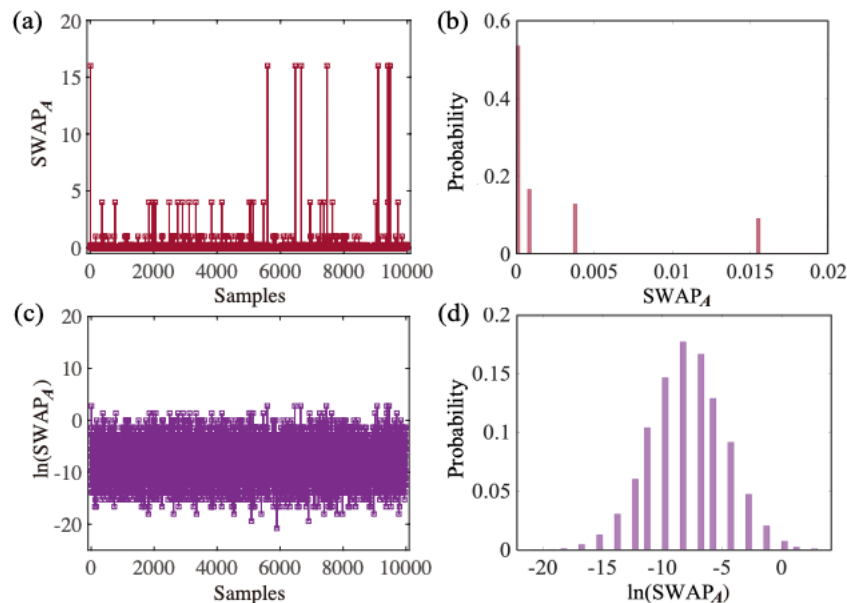 (a)
20
15
10
5
0
SWAP_A
0 2000 4000 6000 8000 10000
Samples
(b)
0.6
0.4
0.2
0
Probability
0 0.005 0.01 0.015 0.02
SWAP_A
(c)
20
10
0
-10
-20
ln(SWAP_A)
0 2000 4000 6000 8000 10000
Samples
(d)
0.2
0.15
0.1
0.05
0
Probability
-20 -15 -10 -5 0
ln(SWAP_A)